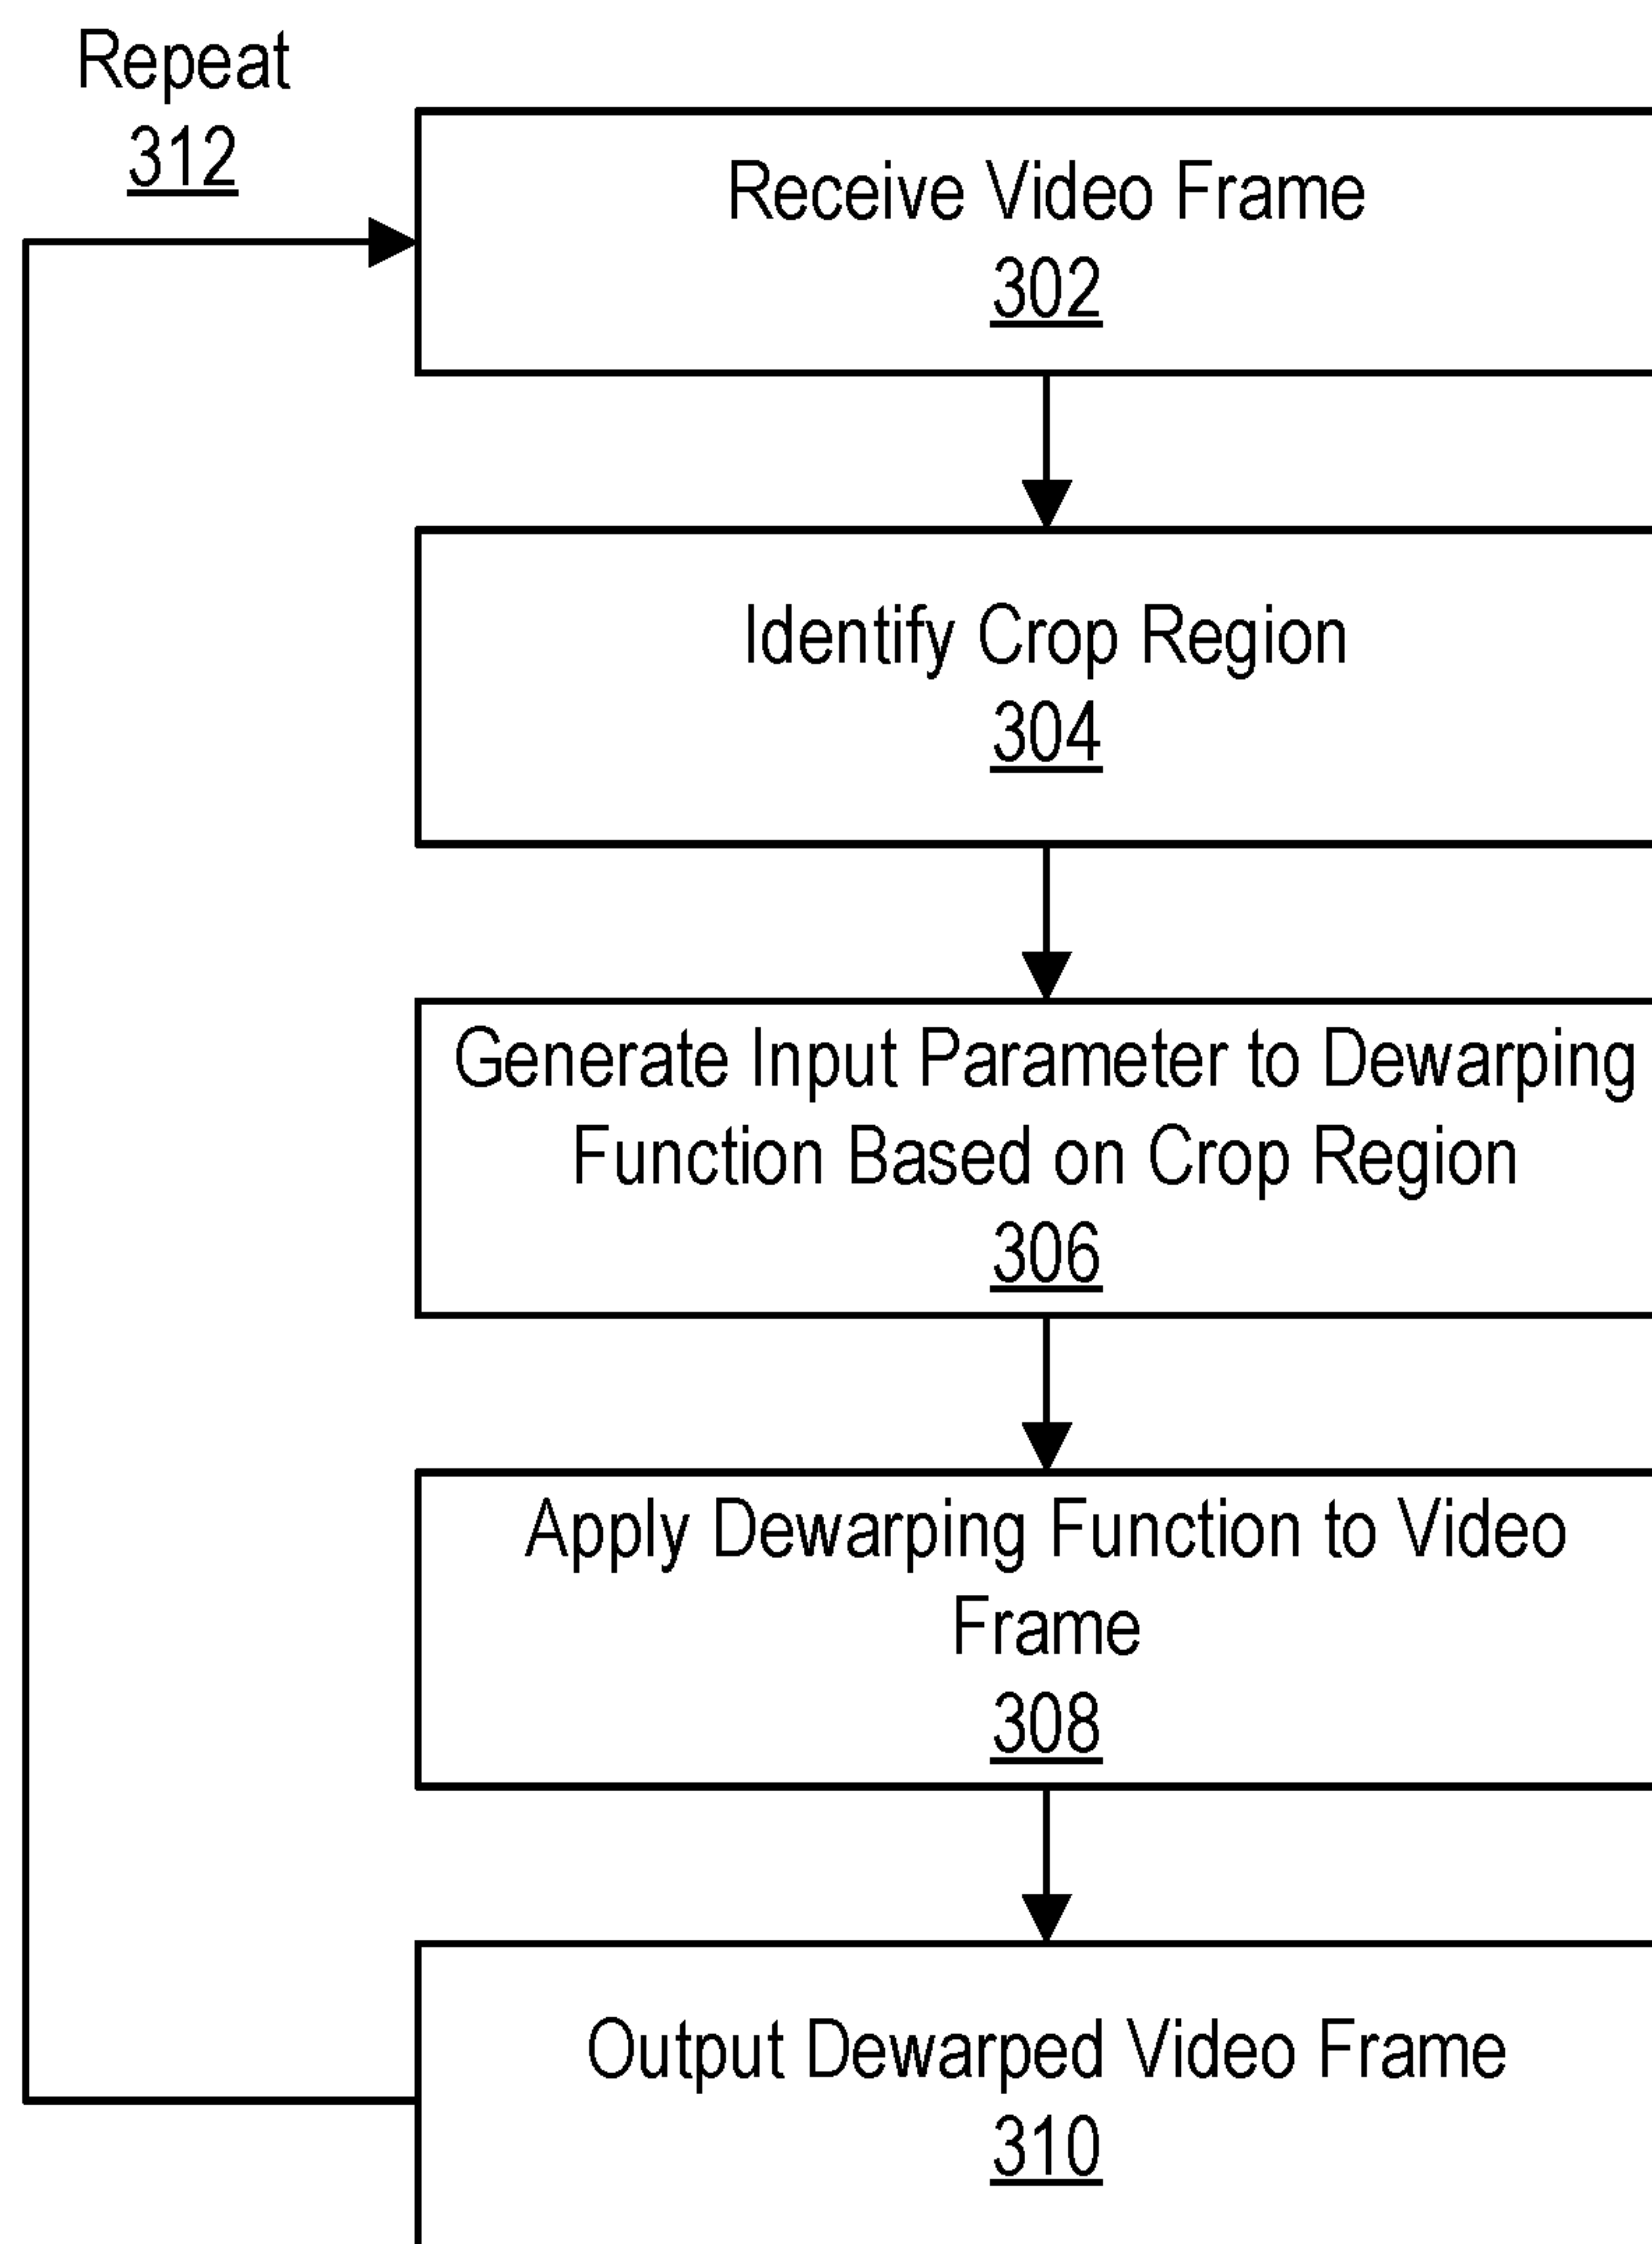 Repeat
312
Receive Video Frame
302
Identify Crop Region
304
Generate Input Parameter to Dewarping
Function Based on Crop Region
306
Apply Dewarping Function to Video
Frame
308
Output Dewarped Video Frame
310